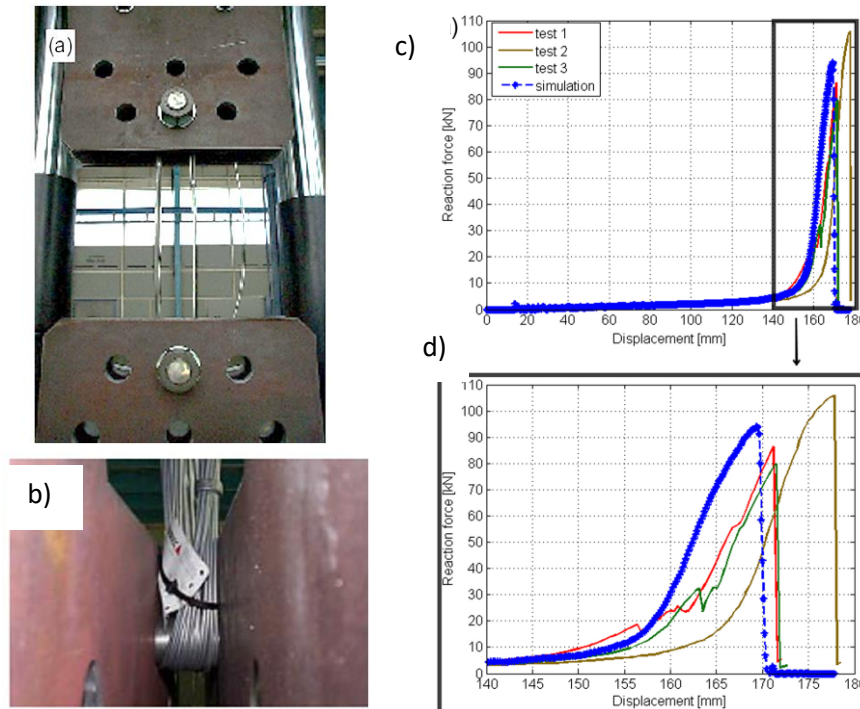 (a)
b)
c)
)
110
100
90
80
70
60
50
40
30
20
10
0
Reaction force [kN]
test 1
test 2
test 3
simulation
0 20 40 60 80 100 120 140 160 180
Displacement [mm]
d)
110
100
90
80
70
60
50
40
30
20
10
0
Reaction force [kN]
140 145 150 155 160 165 170 175 180
Displacement [mm]